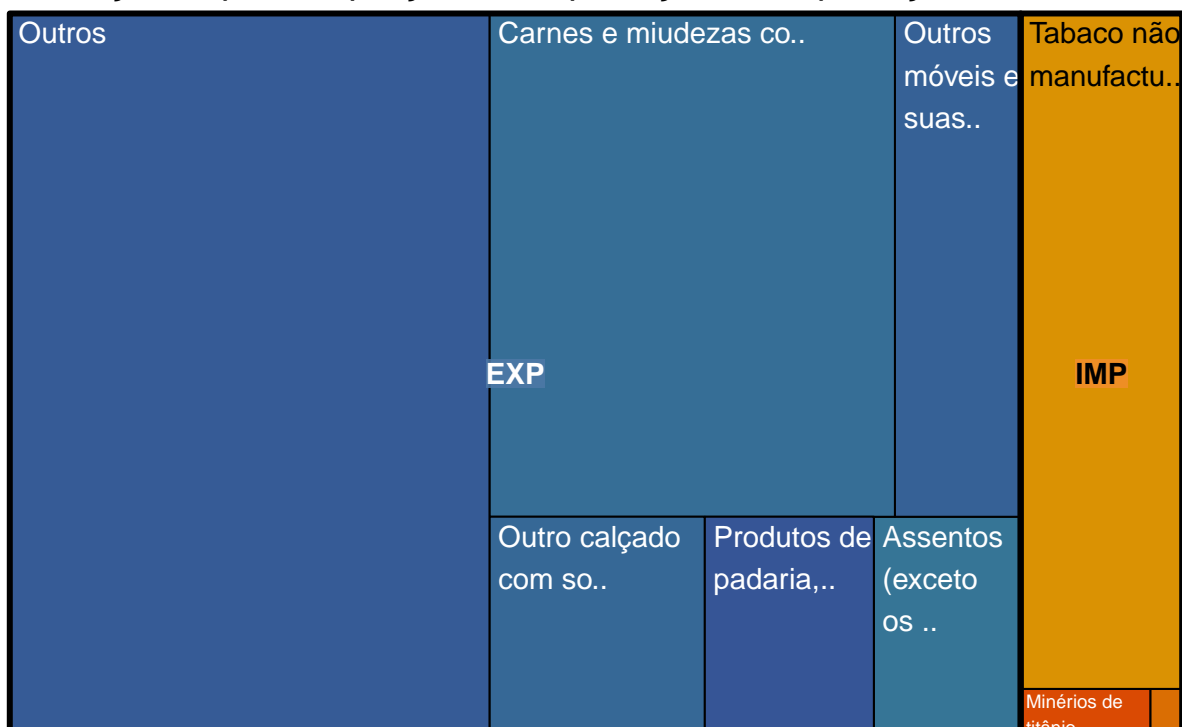 Outros
Carnes e miudezas co..
Outros
móveis e
suas..
Tabaco não
manufactu..
EXP
IMP
Outro calçado
com so..
Produtos de
padaria,..
Assentos
(exceto
os ..
Minérios de
titânio